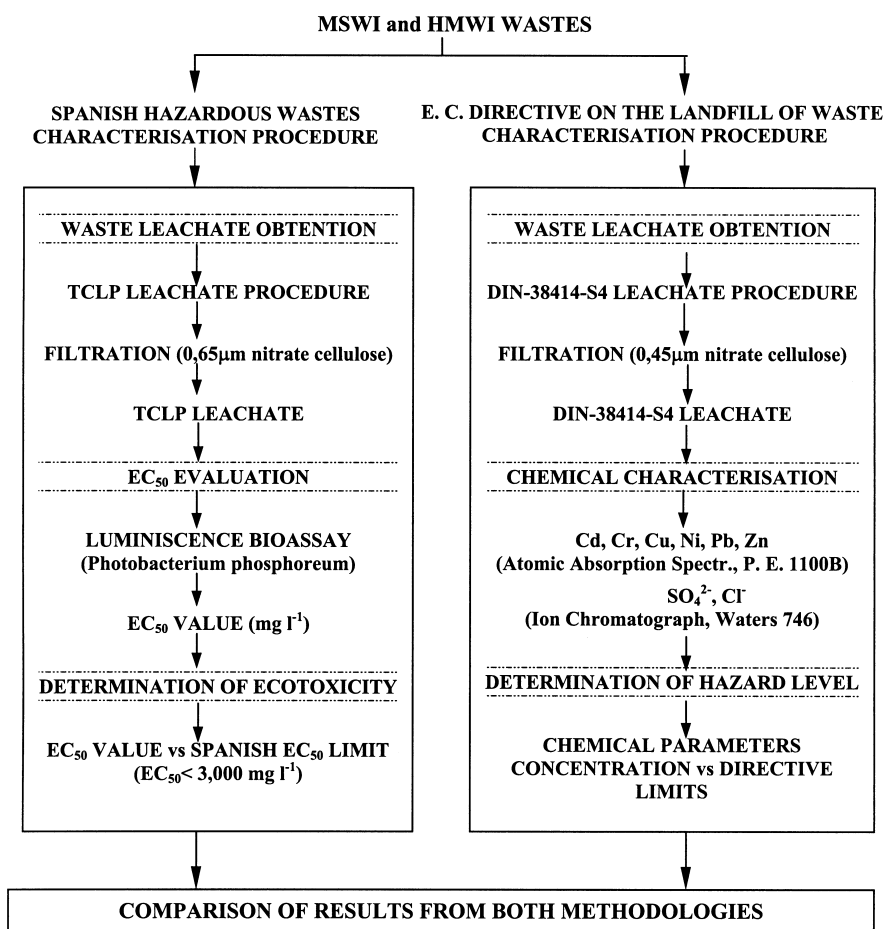 MSWI and HMWI WASTES
SPANISH HAZARDOUS WASTES
CHARACTERISATION PROCEDURE
WASTE LEACHATE OBTENTION
TCLP LEACHATE PROCEDURE
FILTRATION (0,65µm nitrate cellulose)
TCLP LEACHATE
EC₅₀ EVALUATION
LUMINISCENCE BIOASSAY
(Photobacterium phosphoreum)
EC₅₀ VALUE (mg l⁻¹)
DETERMINATION OF ECOTOXICITY
EC₅₀ VALUE vs SPANISH EC₅₀ LIMIT
(EC₅₀< 3,000 mg l⁻¹)
E. C. DIRECTIVE ON THE LANDFILL OF WASTE
CHARACTERISATION PROCEDURE
WASTE LEACHATE OBTENTION
DIN-38414-S4 LEACHATE PROCEDURE
FILTRATION (0,45µm nitrate cellulose)
DIN-38414-S4 LEACHATE
CHEMICAL CHARACTERISATION
Cd, Cr, Cu, Ni, Pb, Zn
(Atomic Absorption Spectr., P. E. 1100B)
SO₄²⁻, Cl⁻
(Ion Chromatograph, Waters 746)
DETERMINATION OF HAZARD LEVEL
CHEMICAL PARAMETERS
CONCENTRATION vs DIRECTIVE
LIMITS
COMPARISON OF RESULTS FROM BOTH METHODOLOGIES